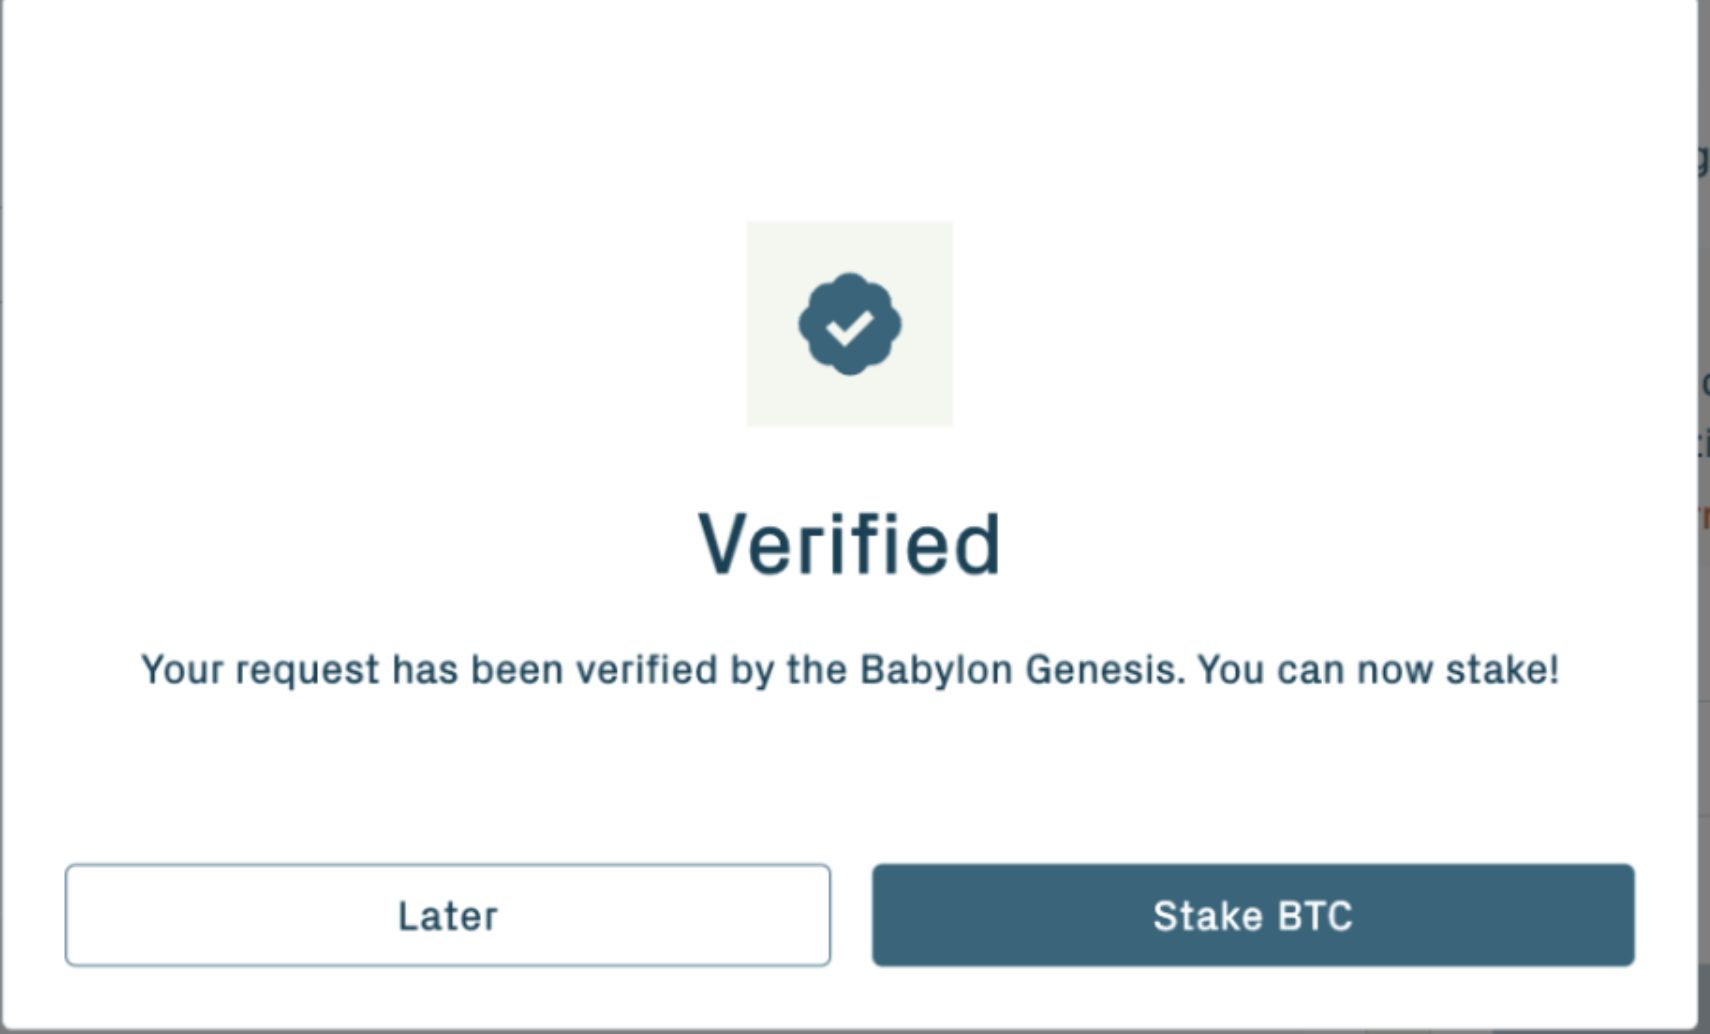 Verified
Your request has been verified by the Babylon Genesis. You can now stake!
Later
Stake BTC